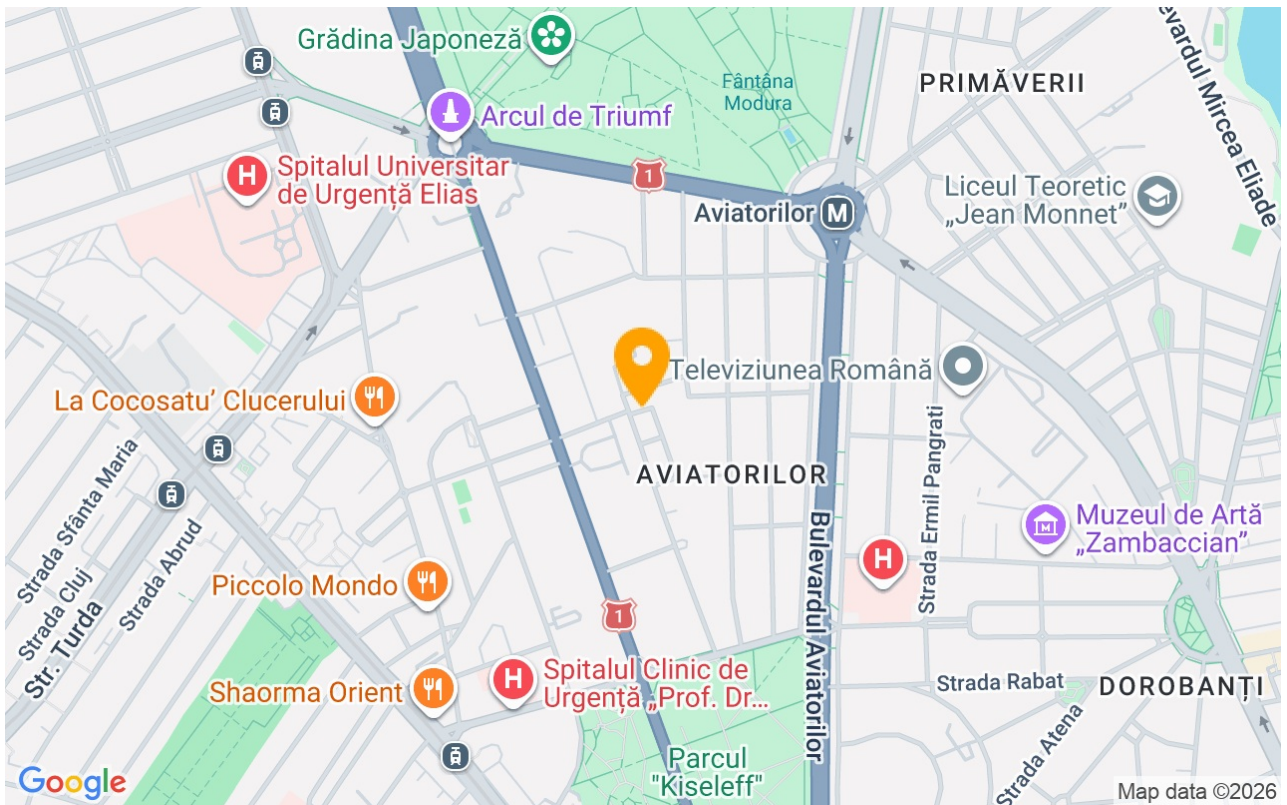 Grădina Japoneză
Fântâna
Modura
PRIMĂVERII
Bulevardul Mircea Eliade
Arcul de Triumf
1
H
Spitalul Universitar
de Urgență Elias
Aviatorilor
M
Liceul Teoretic
„Jean Monnet”
Televiziunea Română
La Cocosatu’ Clucerului
AVIATORILOR
Strada Ermil Pangrati
Strada Sfânta Maria
Muzeul de Artă
„Zambaccian”
M
H
Bulevardul Aviatorilor
Strada Cluj
Strada Abrud
Str. Turda
Piccolo Mondo
1
Shaorma Orient
H
Spitalul Clinic de
Urgență „Prof. Dr...
Strada Rabat
DOROBANȚI
Strada Atena
Parcul
"Kiseleff"
Google
Map data ©2026